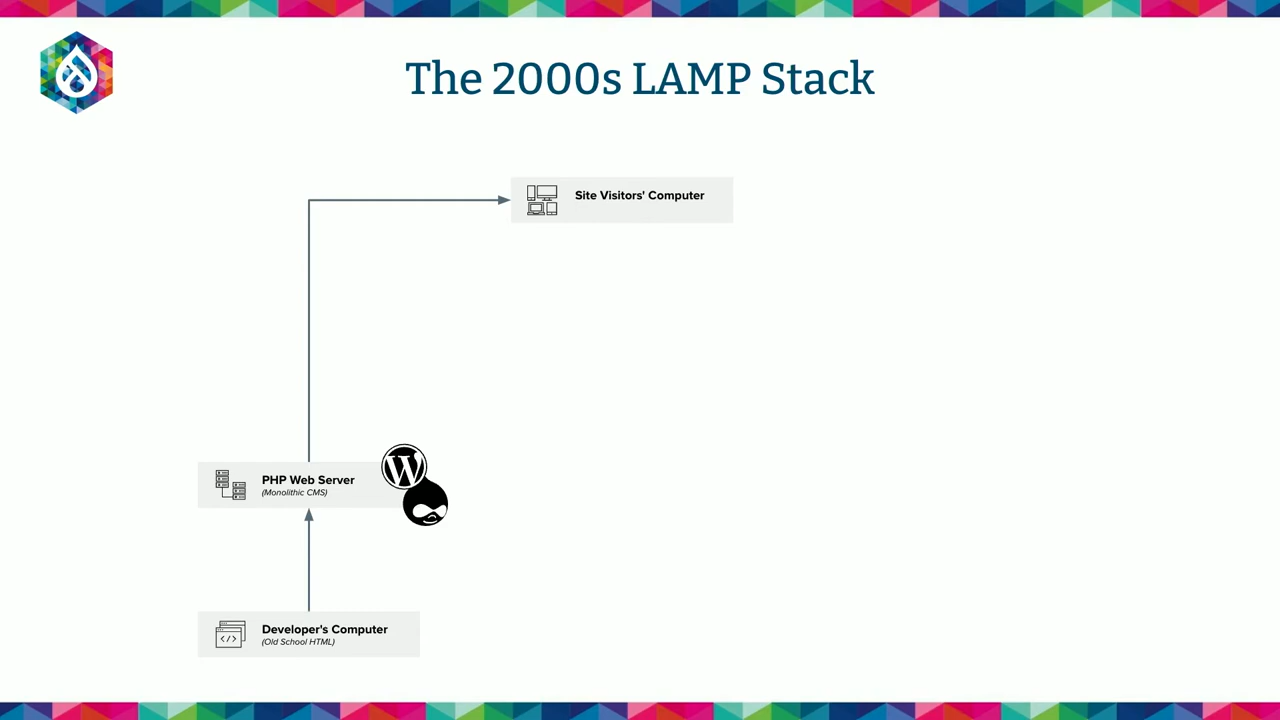 The 2000s LAMP Stack
Site Visitors' Computer
PHP Web Server
(Monolithic CMS)
Developer's Computer
(Old School HTML)